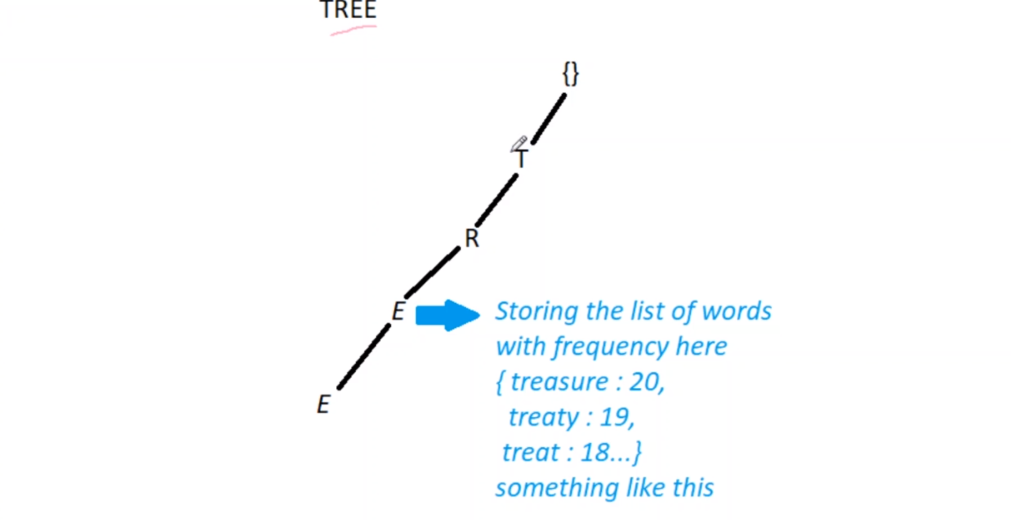 TREE
{}
T
R
E
Storing the list of words
with frequency here
{ treasure : 20,
treaty : 19,
treat : 18...}
something like this
E